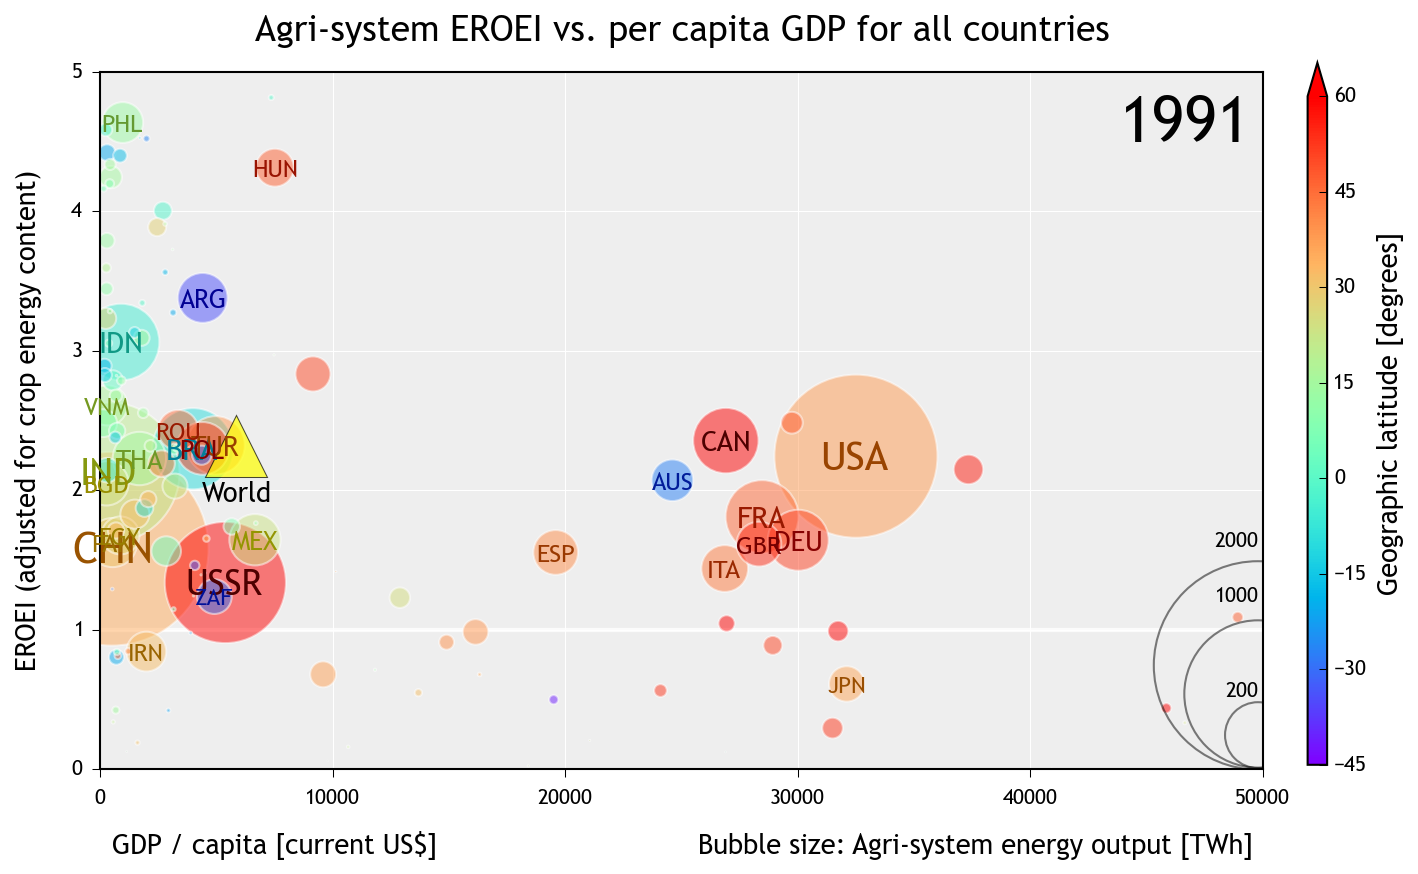 Agri-system EROEI vs. per capita GDP for all countries
1991
EROEI (adjusted for crop energy content)
5
4
3
2
1
0
PHL
HUN
ARG
IDN
VNM
ROU
TUR
POL
THA
IND
BGD
World
CAN
USA
AUS
FRA
GBR
DEU
ITA
ESP
MEX
CHN
USSR
ZAF
IRN
JPN
2000
1000
200
0
10000
20000
30000
40000
50000
GDP / capita [current US$]
Bubble size: Agri-system energy output [TWh]
60
45
30
15
0
−15
−30
−45
Geographic latitude [degrees]